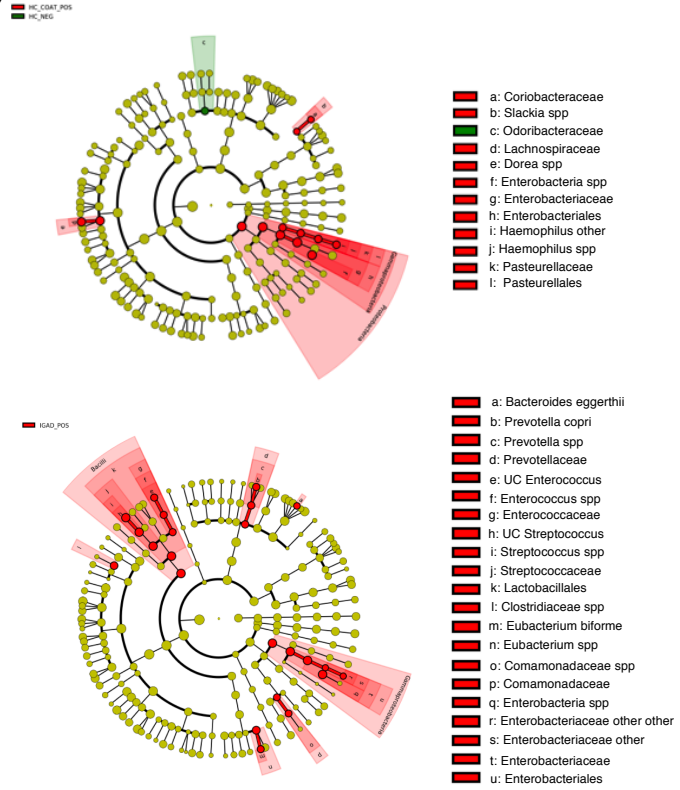 HC_COAT_POS
HC_NEG
c
Gammaproteobacteria
Proteobacteria
a: Coriobacteraceae
b: Slackia spp
c: Odoribacteraceae
d: Lachnospiraceae
e: Dorea spp
f: Enterobacteria spp
g: Enterobacteriaceae
h: Enterobacteriales
i: Haemophilus other
j: Haemophilus spp
k: Pasteurellaceae
l: Pasteurellales
IGAD_POS
Bacilli
k
g
f
l
d
c
b
Gammaproteobacteria
r
s
t
u
q
o
p
m
n
a: Bacteroides eggerthii
b: Prevotella copri
c: Prevotella spp
d: Prevotellaceae
e: UC Enterococcus
f: Enterococcus spp
g: Enterococcaceae
h: UC Streptococcus
i: Streptococcus spp
j: Streptococcaceae
k: Lactobacillales
l: Clostridiaceae spp
m: Eubacterium biforme
n: Eubacterium spp
o: Comamonadaceae spp
p: Comamonadaceae
q: Enterobacteria spp
r: Enterobacteriaceae other other
s: Enterobacteriaceae other
t: Enterobacteriaceae
u: Enterobacteriales